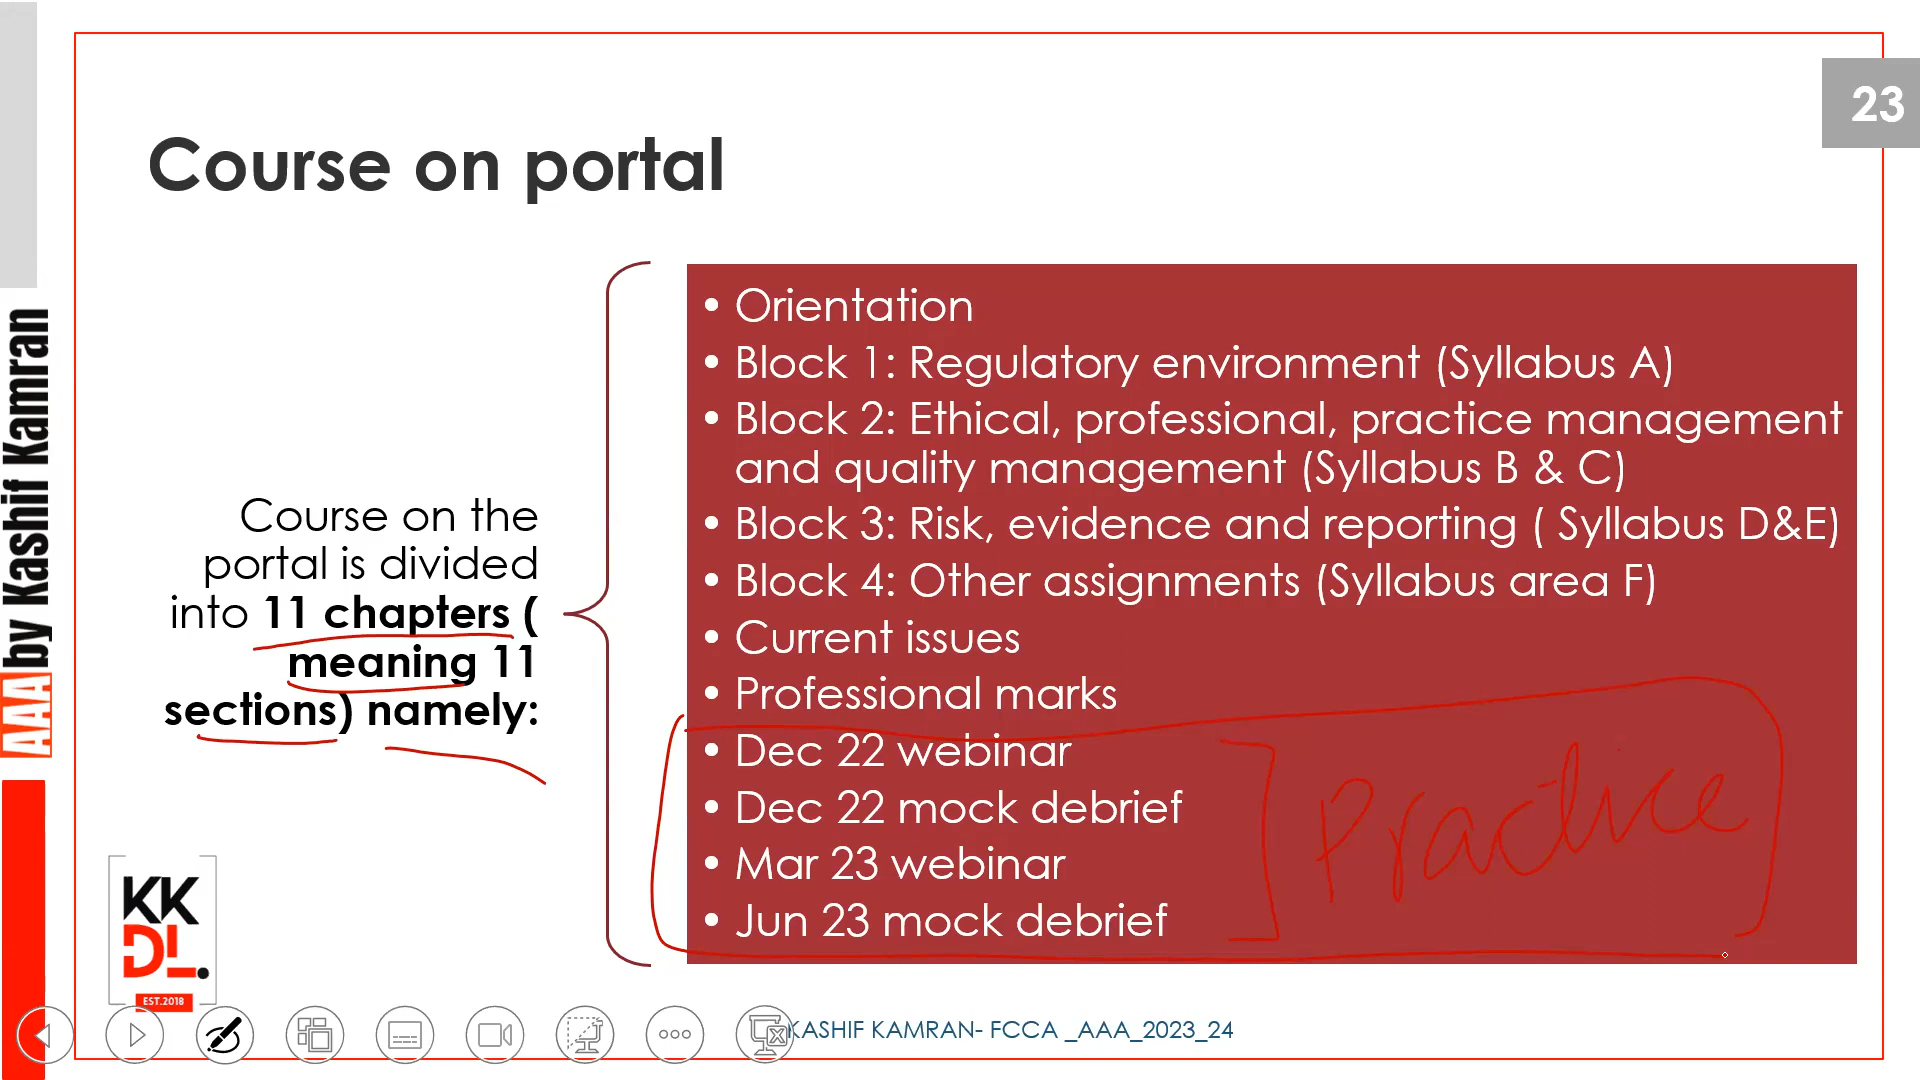 23
Course on portal
Course on the
portal is divided
into 11 chapters (
meaning 11
sections) namely:
• Orientation
• Block 1: Regulatory environment (Syllabus A)
• Block 2: Ethical, professional, practice management
and quality management (Syllabus B & C)
• Block 3: Risk, evidence and reporting ( Syllabus D&E)
• Block 4: Other assignments (Syllabus area F)
• Current issues
• Professional marks
• Dec 22 webinar
• Dec 22 mock debrief
• Mar 23 webinar
• Jun 23 mock debrief
Practice
AAA by Kashif Kamran
KK
DL.
EST.2018
KASHIF KAMRAN- FCCA _AAA_2023_24